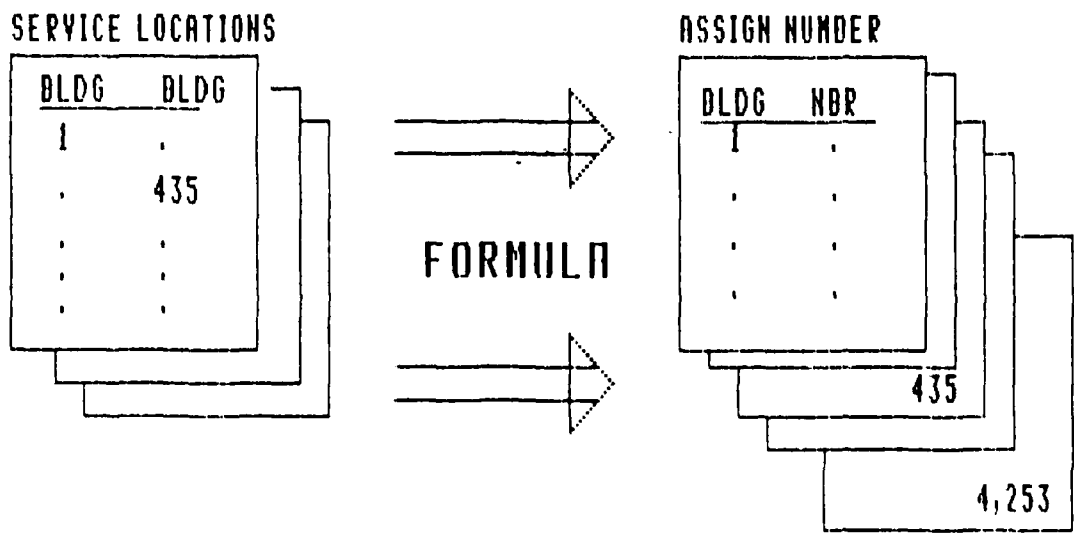 SERVICE LOCATIONS
BLDG BLDG
1 .
. 435
. .
. .
. .
FORMULA
ASSIGN NUMBER
BLDG NBR
1 .
. .
. .
. .
435
4,253